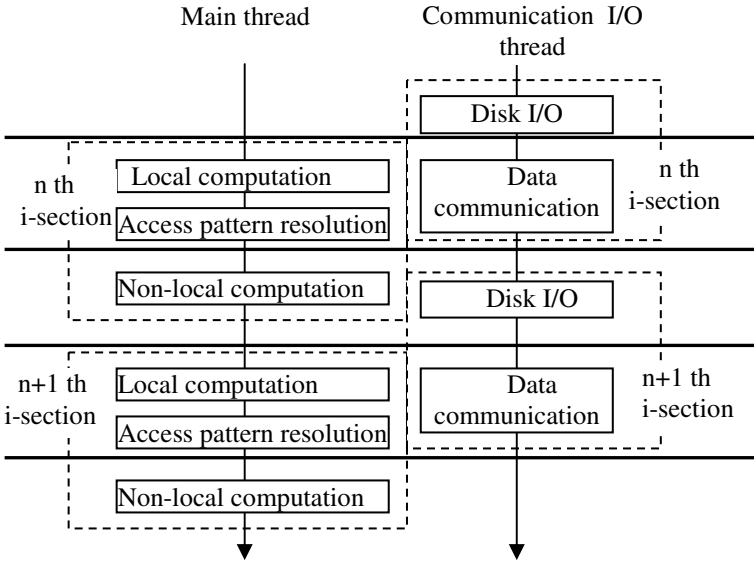 Main thread
Communication I/O
thread
Disk I/O
n th
i-section
Local computation
Access pattern resolution
Data
communication
n th
i-section
Non-local computation
Disk I/O
n+1 th
i-section
Local computation
Access pattern resolution
Data
communication
n+1 th
i-section
Non-local computation